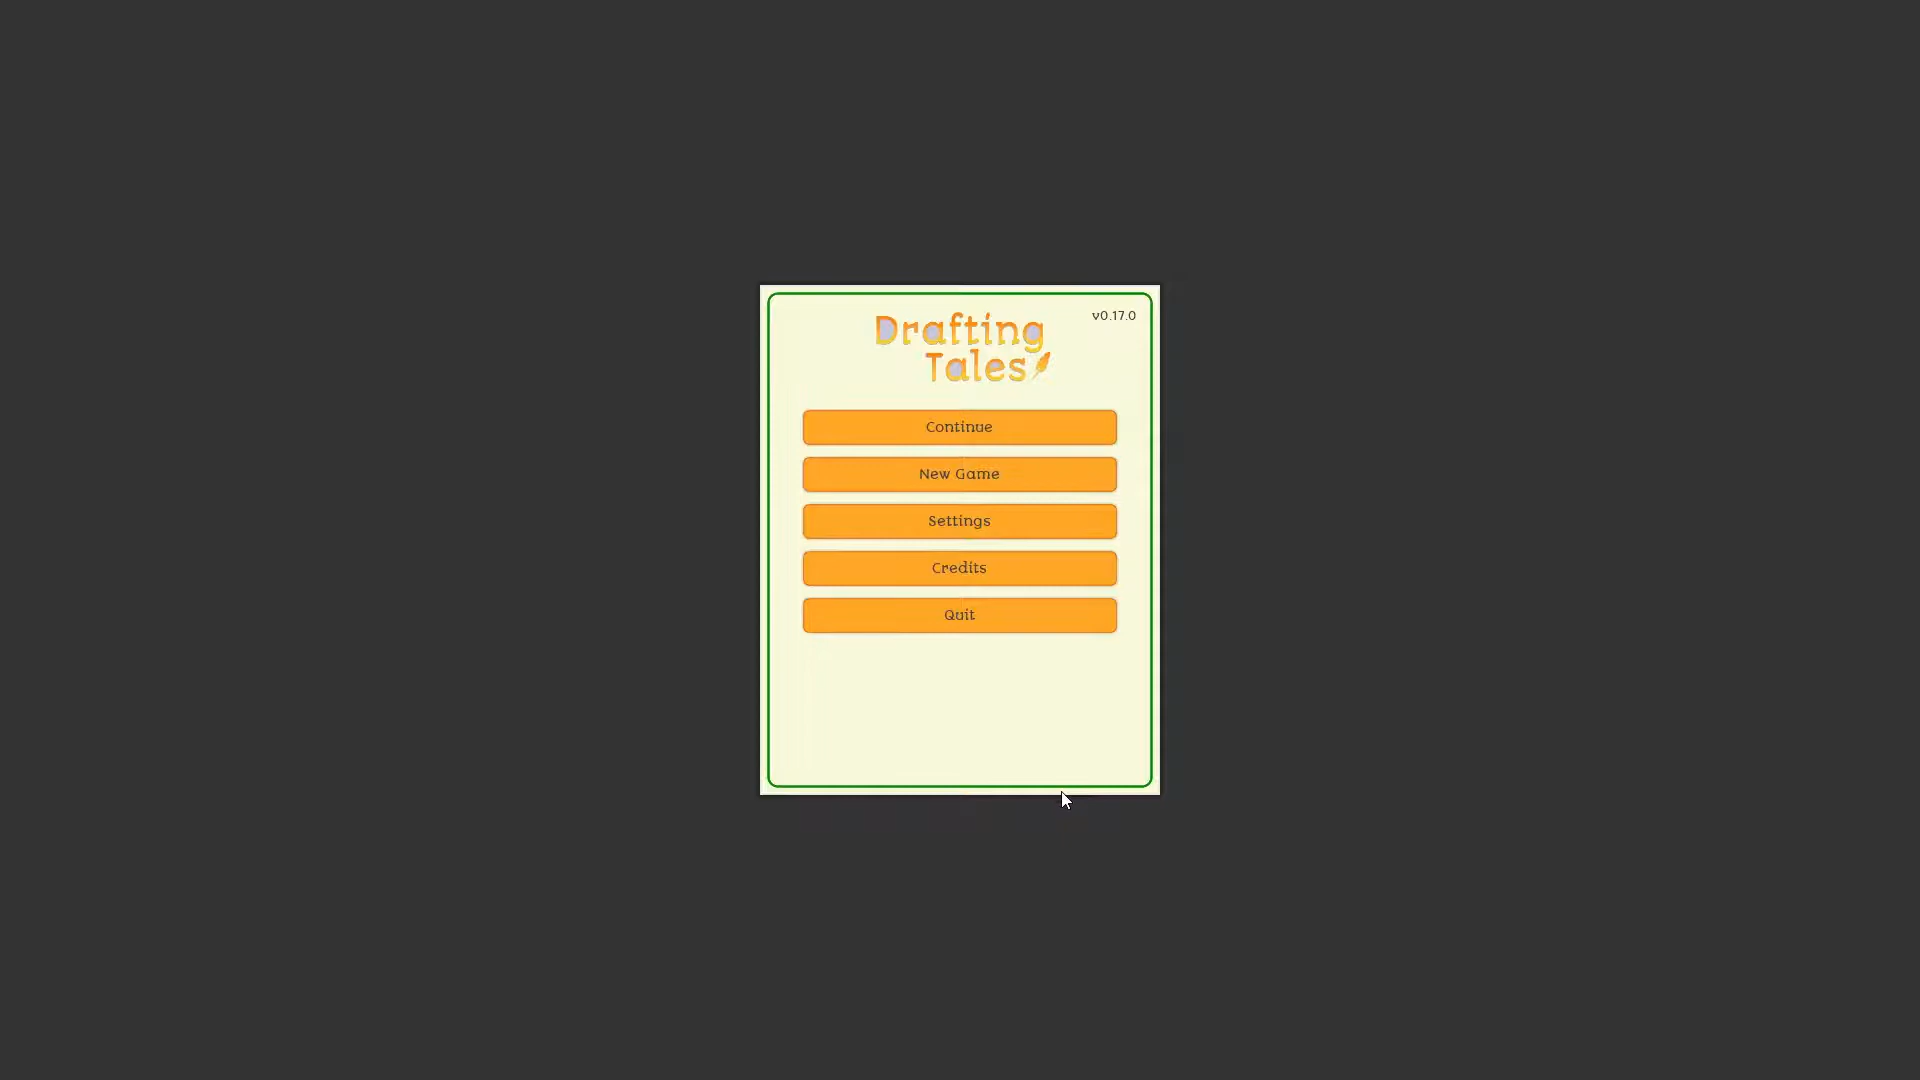 Drafting
Tales
v0.17.0
Continue
New Game
Settings
Credits
Quit